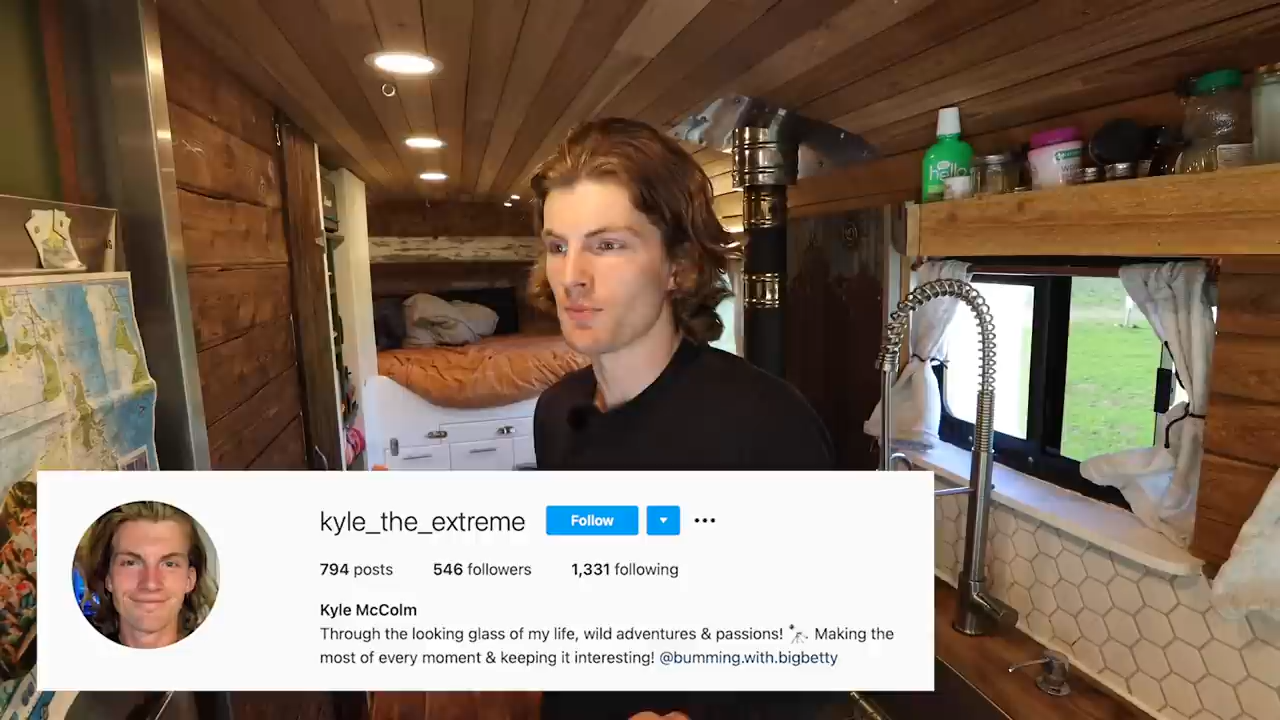 hello
kyle_the_extreme Follow
794 posts 546 followers 1,331 following
Kyle McColm
Through the looking glass of my life, wild adventures & passions! Making the
most of every moment & keeping it interesting! @bumming.with.bigbetty